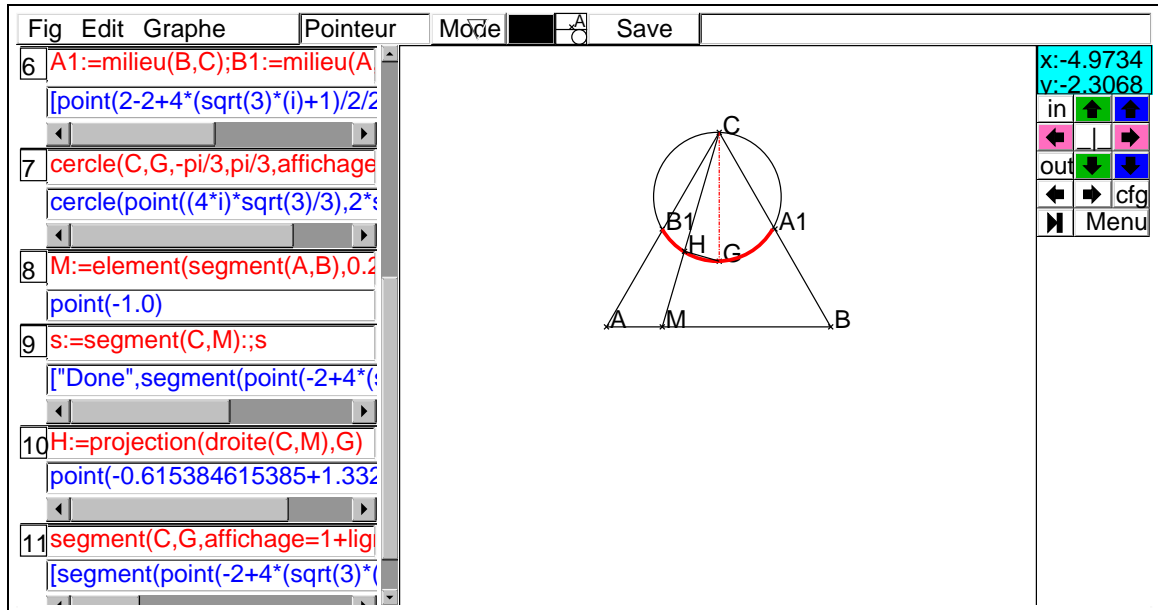 Fig Edit Graphe Pointeur Mode A Save
6 A1:=milieu(B,C);B1:=milieu(A
[point(2-2+4*(sqrt(3)*(i)+1)/2/2
7 cercle(C,G,-pi/3,pi/3,affichage
cercle(point((4*i)*sqrt(3)/3),2*s
8 M:=element(segment(A,B),0.2
point(-1.0)
9 s:=segment(C,M):;s
["Done",segment(point(-2+4*(s
10 H:=projection(droite(C,M),G)
point(-0.615384615385+1.332
11 segment(C,G,affichage=1+lig
[segment(point(-2+4*(sqrt(3)*(
C
B1 A1
H G
A M B
x:-4.9734
y:-2.3068
in
_|_
out
cfg
Menu